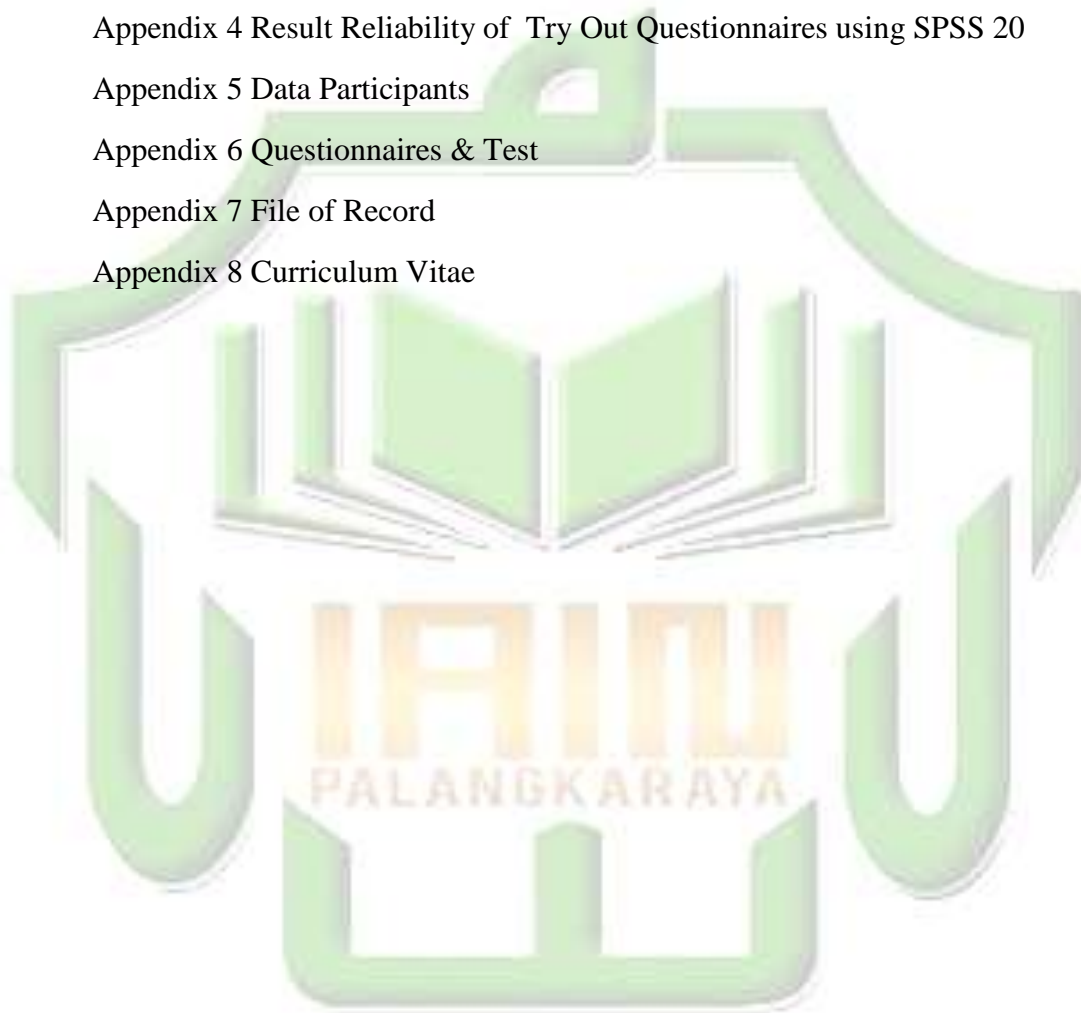 Appendix 4 Result Reliability of  Try Out Questionnaires using SPSS 20
Appendix 5 Data Participants
Appendix 6 Questionnaires & Test
Appendix 7 File of Record
Appendix 8 Curriculum Vitae
IAIN
PALANGKARAYA